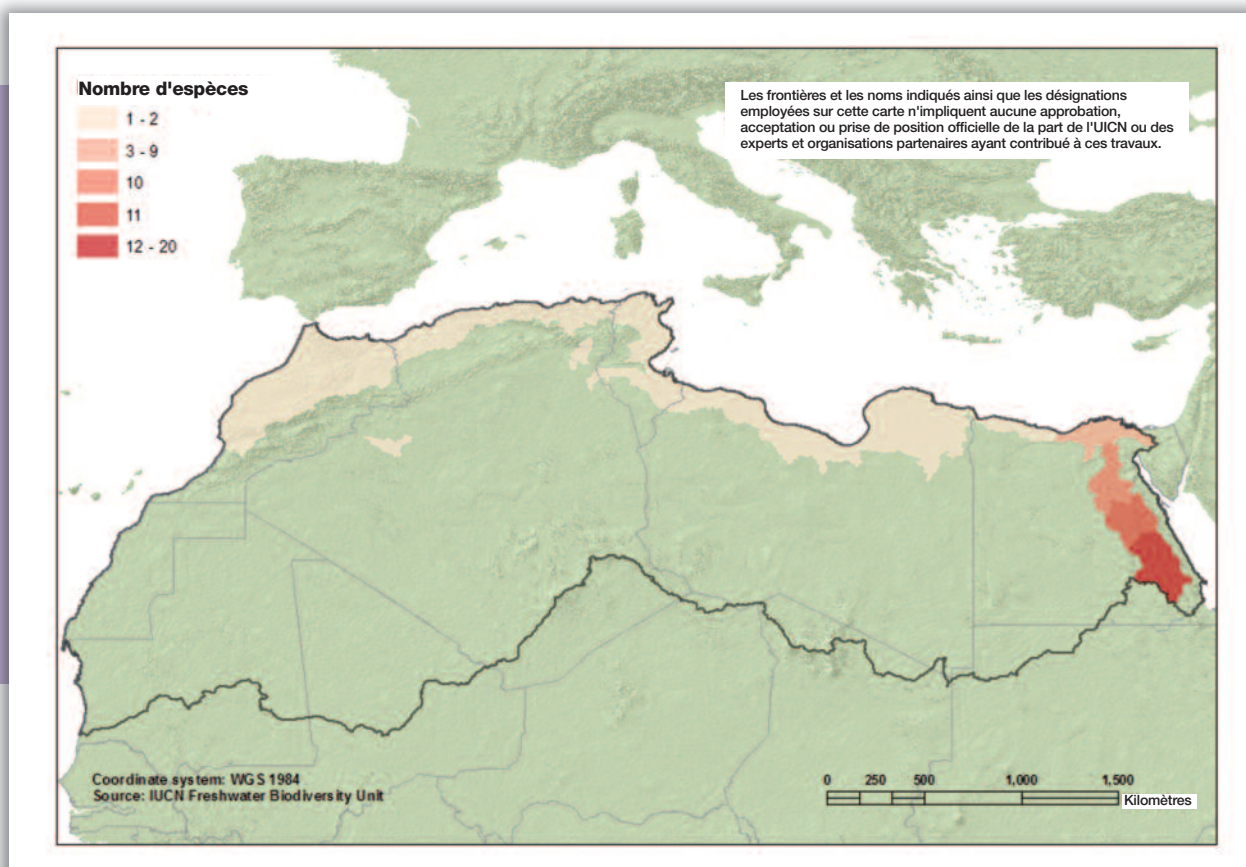 Nombre d'espèces
1 - 2
3 - 9
10
11
12 - 20
Les frontières et les noms indiqués ainsi que les désignations
employées sur cette carte n'impliquent aucune approbation,
acceptation ou prise de position officielle de la part de l'UICN ou des
experts et organisations partenaires ayant contribué à ces travaux.
Coordinate system: WGS 1984
Source: IUCN Freshwater Biodiversity Unit
0 250 500 1,000 1,500
Kilomètres